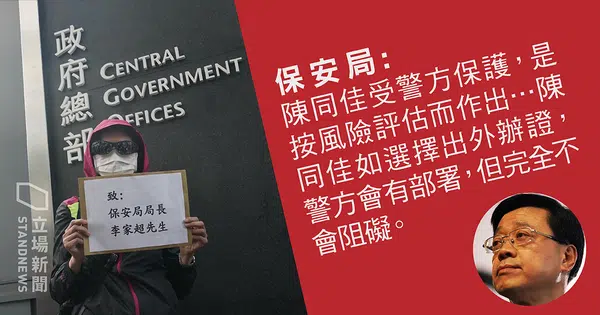 政府總部
CENTRAL
GOVERNMENT
OFFICES
致：
保安局局長
李家超先生
立場新聞
STANDNEWS
保安局：
陳同佳受警方保護，是
按風險評估而作出…陳
同佳如選擇出外辦證，
警方會有部署，但完全不
會阻礙。